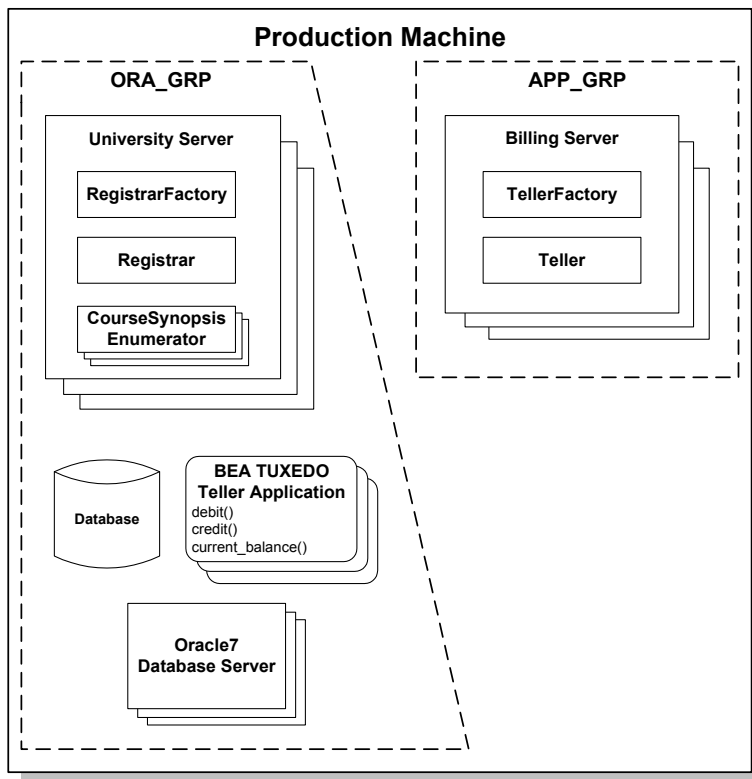 Production Machine
ORA_GRP
University Server
RegistrarFactory
Registrar
CourseSynopsis
Enumerator
Database
BEA TUXEDO
Teller Application
debit()
credit()
current_balance()
Oracle7
Database Server
APP_GRP
Billing Server
TellerFactory
Teller